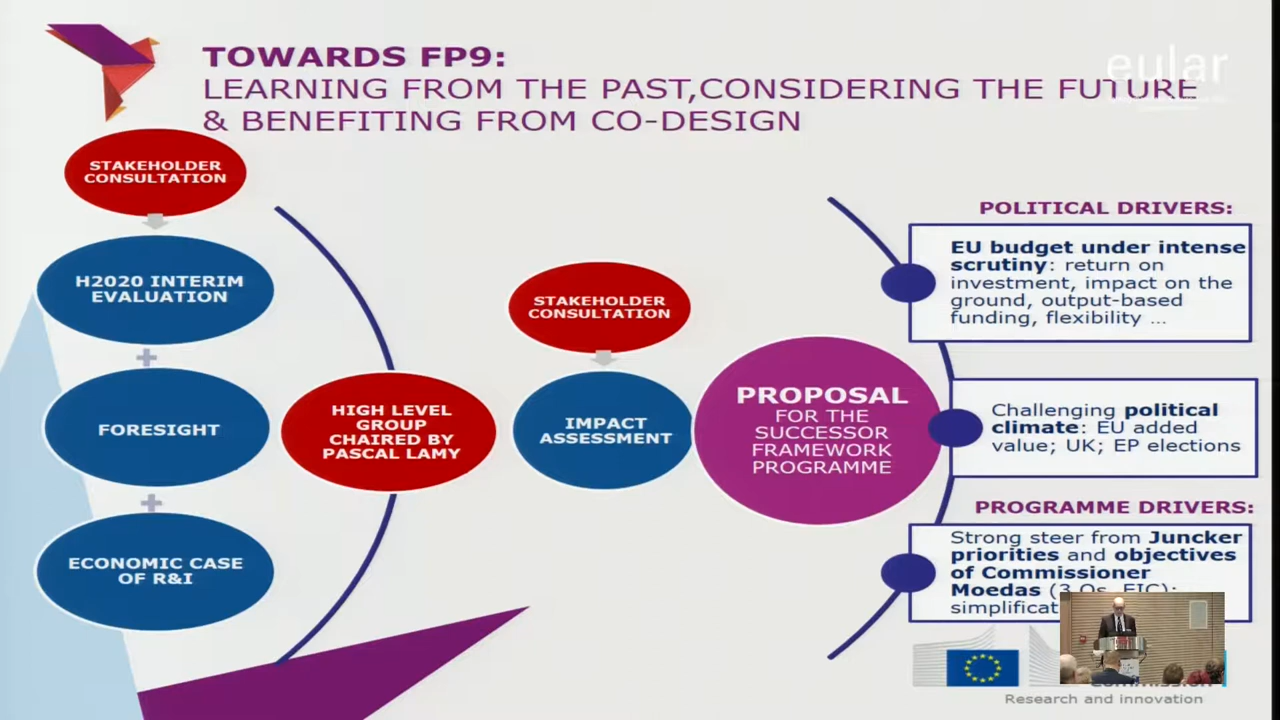 TOWARDS FP9:
LEARNING FROM THE PAST,CONSIDERING THE FUTURE
& BENEFITING FROM CO-DESIGN
eular
STAKEHOLDER
CONSULTATION
H2020 INTERIM
EVALUATION
+
FORESIGHT
+
ECONOMIC CASE
OF R&I
HIGH LEVEL
GROUP
CHAIRED BY
PASCAL LAMY
STAKEHOLDER
CONSULTATION
IMPACT
ASSESSMENT
PROPOSAL
FOR THE
SUCCESSOR
FRAMEWORK
PROGRAMME
POLITICAL DRIVERS:
EU budget under intense
scrutiny: return on
investment, impact on the
ground, output-based
funding, flexibility ...
Challenging political
climate: EU added
value; UK; EP elections
PROGRAMME DRIVERS:
Strong steer from Juncker
priorities and objectives
of Commissioner
Moedas (3 Os, EIC);
Research and innovation